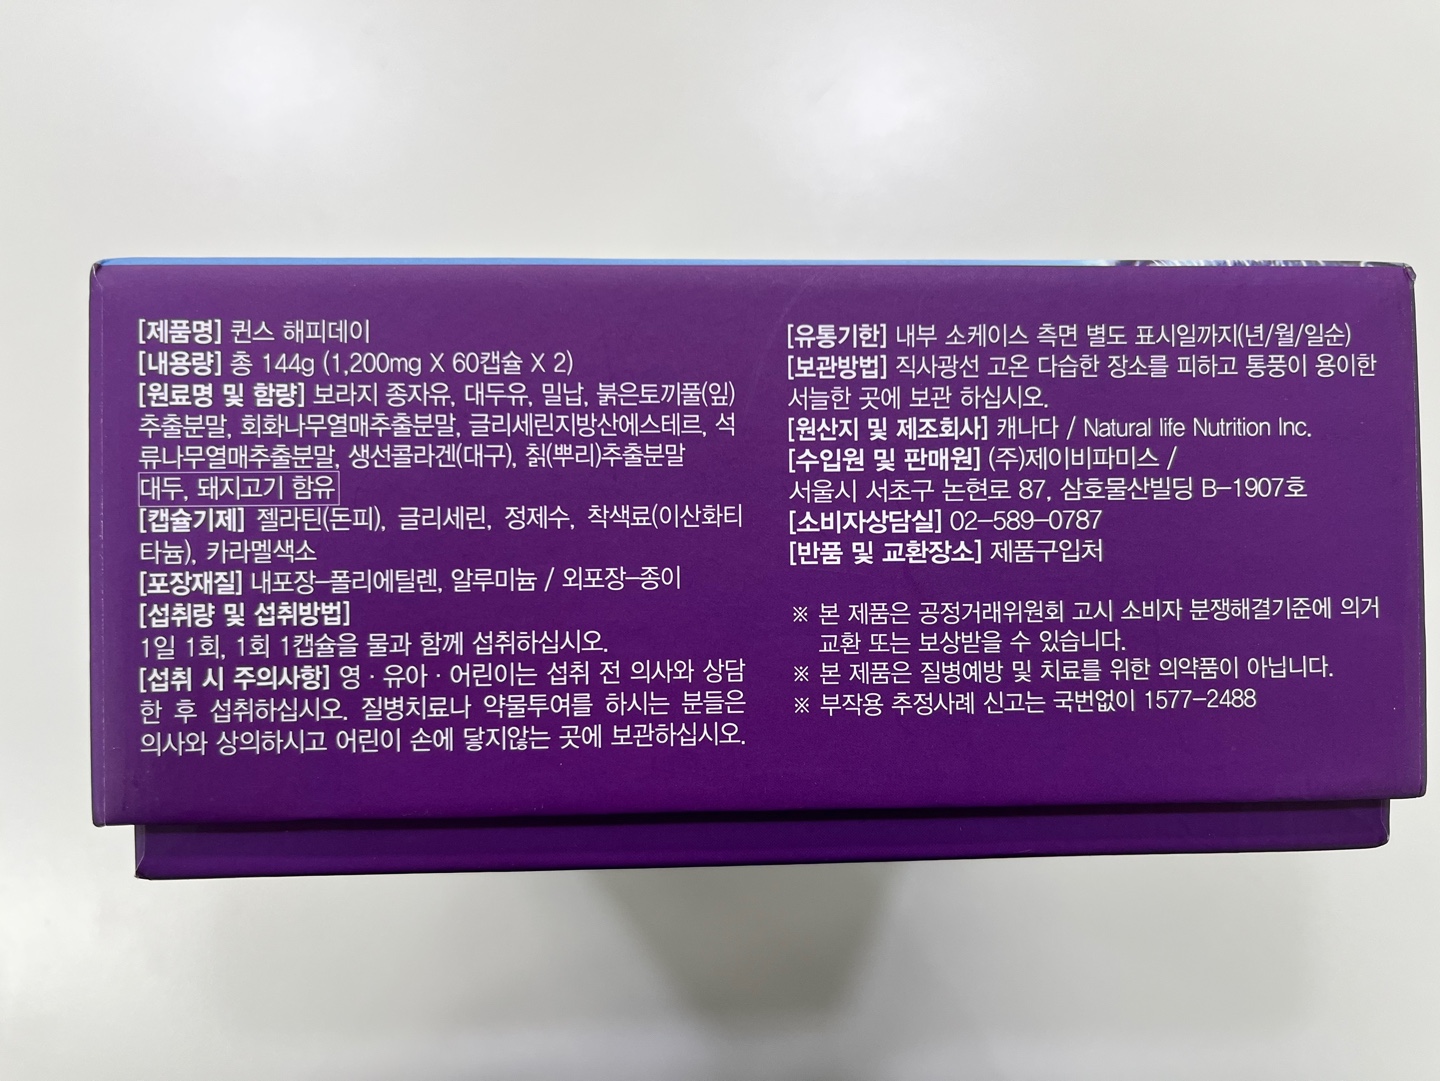 [제품명] 퀸스 해피데이
[내용량] 총 144g (1,200mg X 60캡슐 X 2)
[원료명 및 함량] 보라지 종자유, 대두유, 밀납, 붉은토끼풀(잎)
추출분말, 회화나무열매추출분말, 글리세린지방산에스테르, 석
류나무열매추출분말, 생선콜라겐(대구), 칡(뿌리)추출분말
대두, 돼지고기 함유
[캡슐기제] 젤라틴(돈피), 글리세린, 정제수, 착색료(이산화티
타늄), 카라멜색소
[포장재질] 내포장-폴리에틸렌, 알루미늄 / 외포장-종이
[섭취량 및 섭취방법]
1일 1회, 1회 1캡슐을 물과 함께 섭취하십시오.
[섭취 시 주의사항] 영 · 유아 · 어린이는 섭취 전 의사와 상담
한 후 섭취하십시오. 질병치료나 약물투여를 하시는 분들은
의사와 상의하시고 어린이 손에 닿지않는 곳에 보관하십시오.
[유통기한] 내부 소케이스 측면 별도 표시일까지(년/월/일순)
[보관방법] 직사광선 고온 다습한 장소를 피하고 통풍이 용이한
서늘한 곳에 보관 하십시오.
[원산지 및 제조회사] 캐나다 / Natural life Nutrition Inc.
[수입원 및 판매원] (주)제이비파미스 /
서울시 서초구 논현로 87, 삼호물산빌딩 B-1907호
[소비자상담실] 02-589-0787
[반품 및 교환장소] 제품구입처
※ 본 제품은 공정거래위원회 고시 소비자 분쟁해결기준에 의거
교환 또는 보상받을 수 있습니다.
※ 본 제품은 질병예방 및 치료를 위한 의약품이 아닙니다.
※ 부작용 추정사례 신고는 국번없이 1577-2488